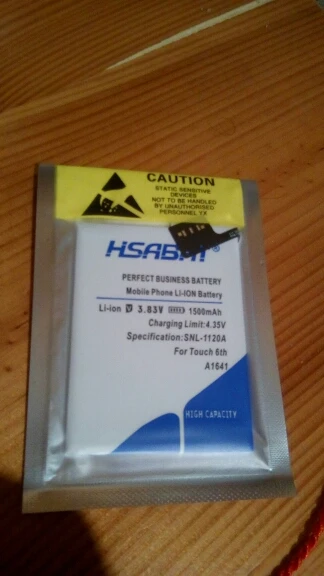 CAUTION
STATIC SENSITIVE
DEVICES
NOT TO BE HANDLED
BY UNAUTHORISED
PERSONNEL YX
PERFECT BUSINESS BATTERY
Mobile Phone Li-ION Battery
Li-ion 3.83V 1500mAh
Charging Limit:4.35V
Specification:SNL-1120A
For Touch 6th
A1641
HIGH CAPACITY